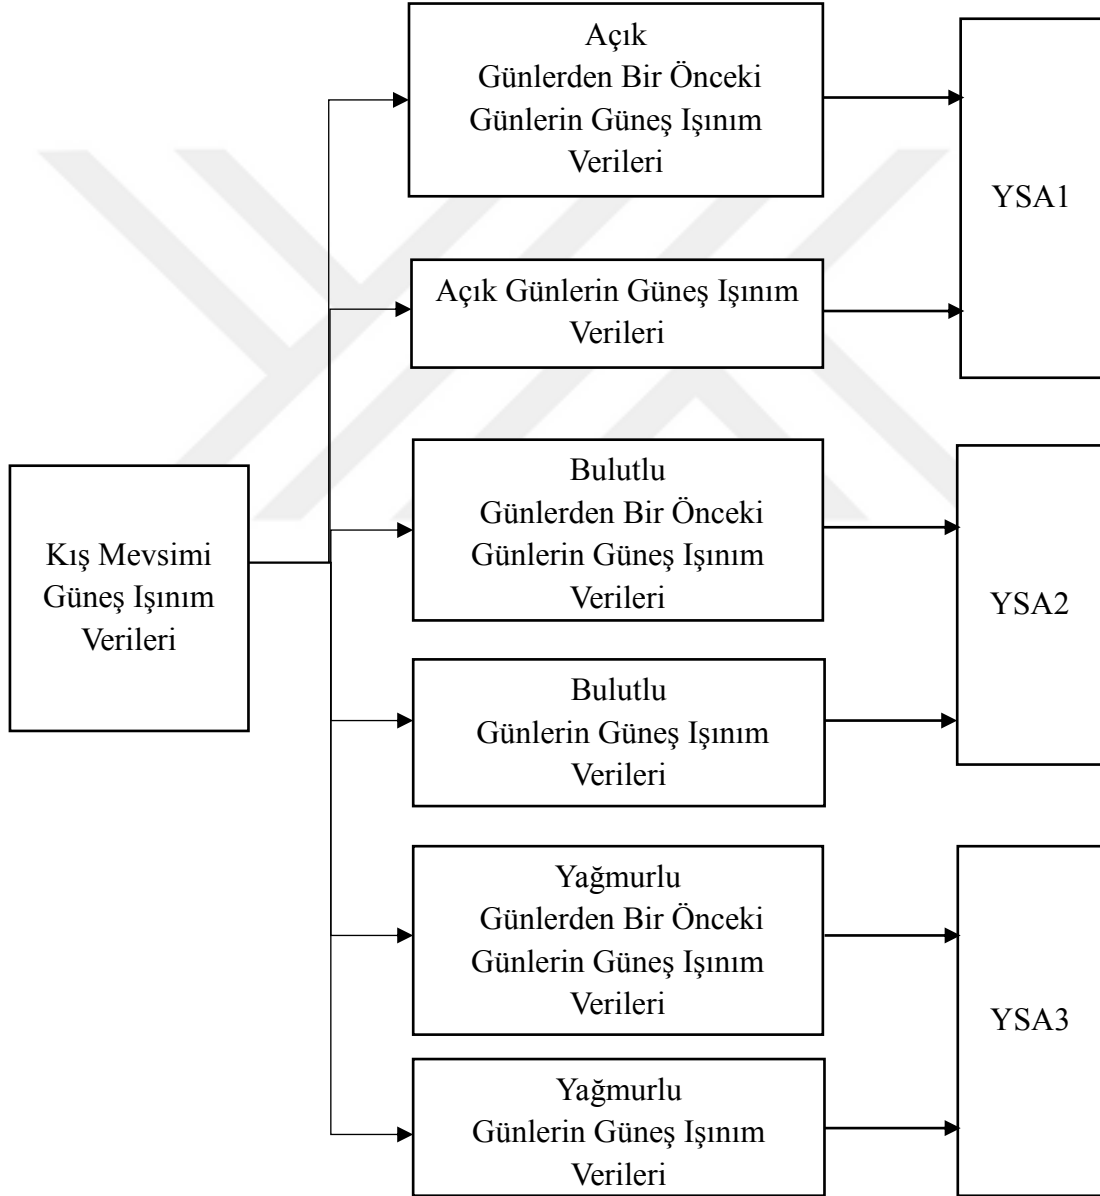 Açık
Günlerden Bir Önceki
Günlerin Güneş Işınım
Verileri
YSA1
Açık Günlerin Güneş Işınım
Verileri
Kış Mevsimi
Güneş Işınım
Verileri
Bulutlu
Günlerden Bir Önceki
Günlerin Güneş Işınım
Verileri
YSA2
Bulutlu
Günlerin Güneş Işınım
Verileri
Yağmurlu
Günlerden Bir Önceki
Günlerin Güneş Işınım
Verileri
YSA3
Yağmurlu
Günlerin Güneş Işınım
Verileri